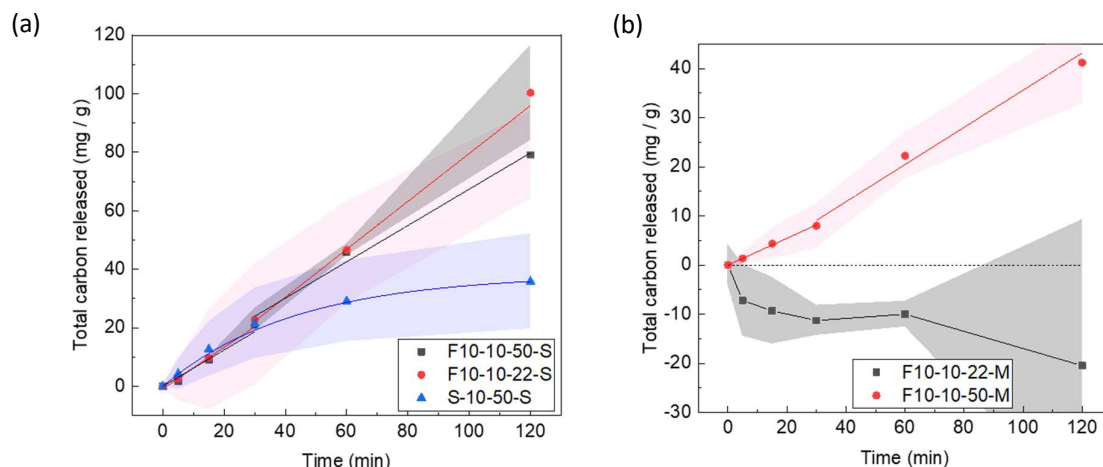 (a)
Total carbon released (mg / g)
120
100
80
60
40
20
0
0 20 40 60 80 100 120
Time (min)
F10-10-50-S
F10-10-22-S
S-10-50-S
(b)
Total carbon released (mg / g)
40
30
20
10
0
-10
-20
-30
0 20 40 60 80 100 120
Time (min)
F10-10-22-M
F10-10-50-M